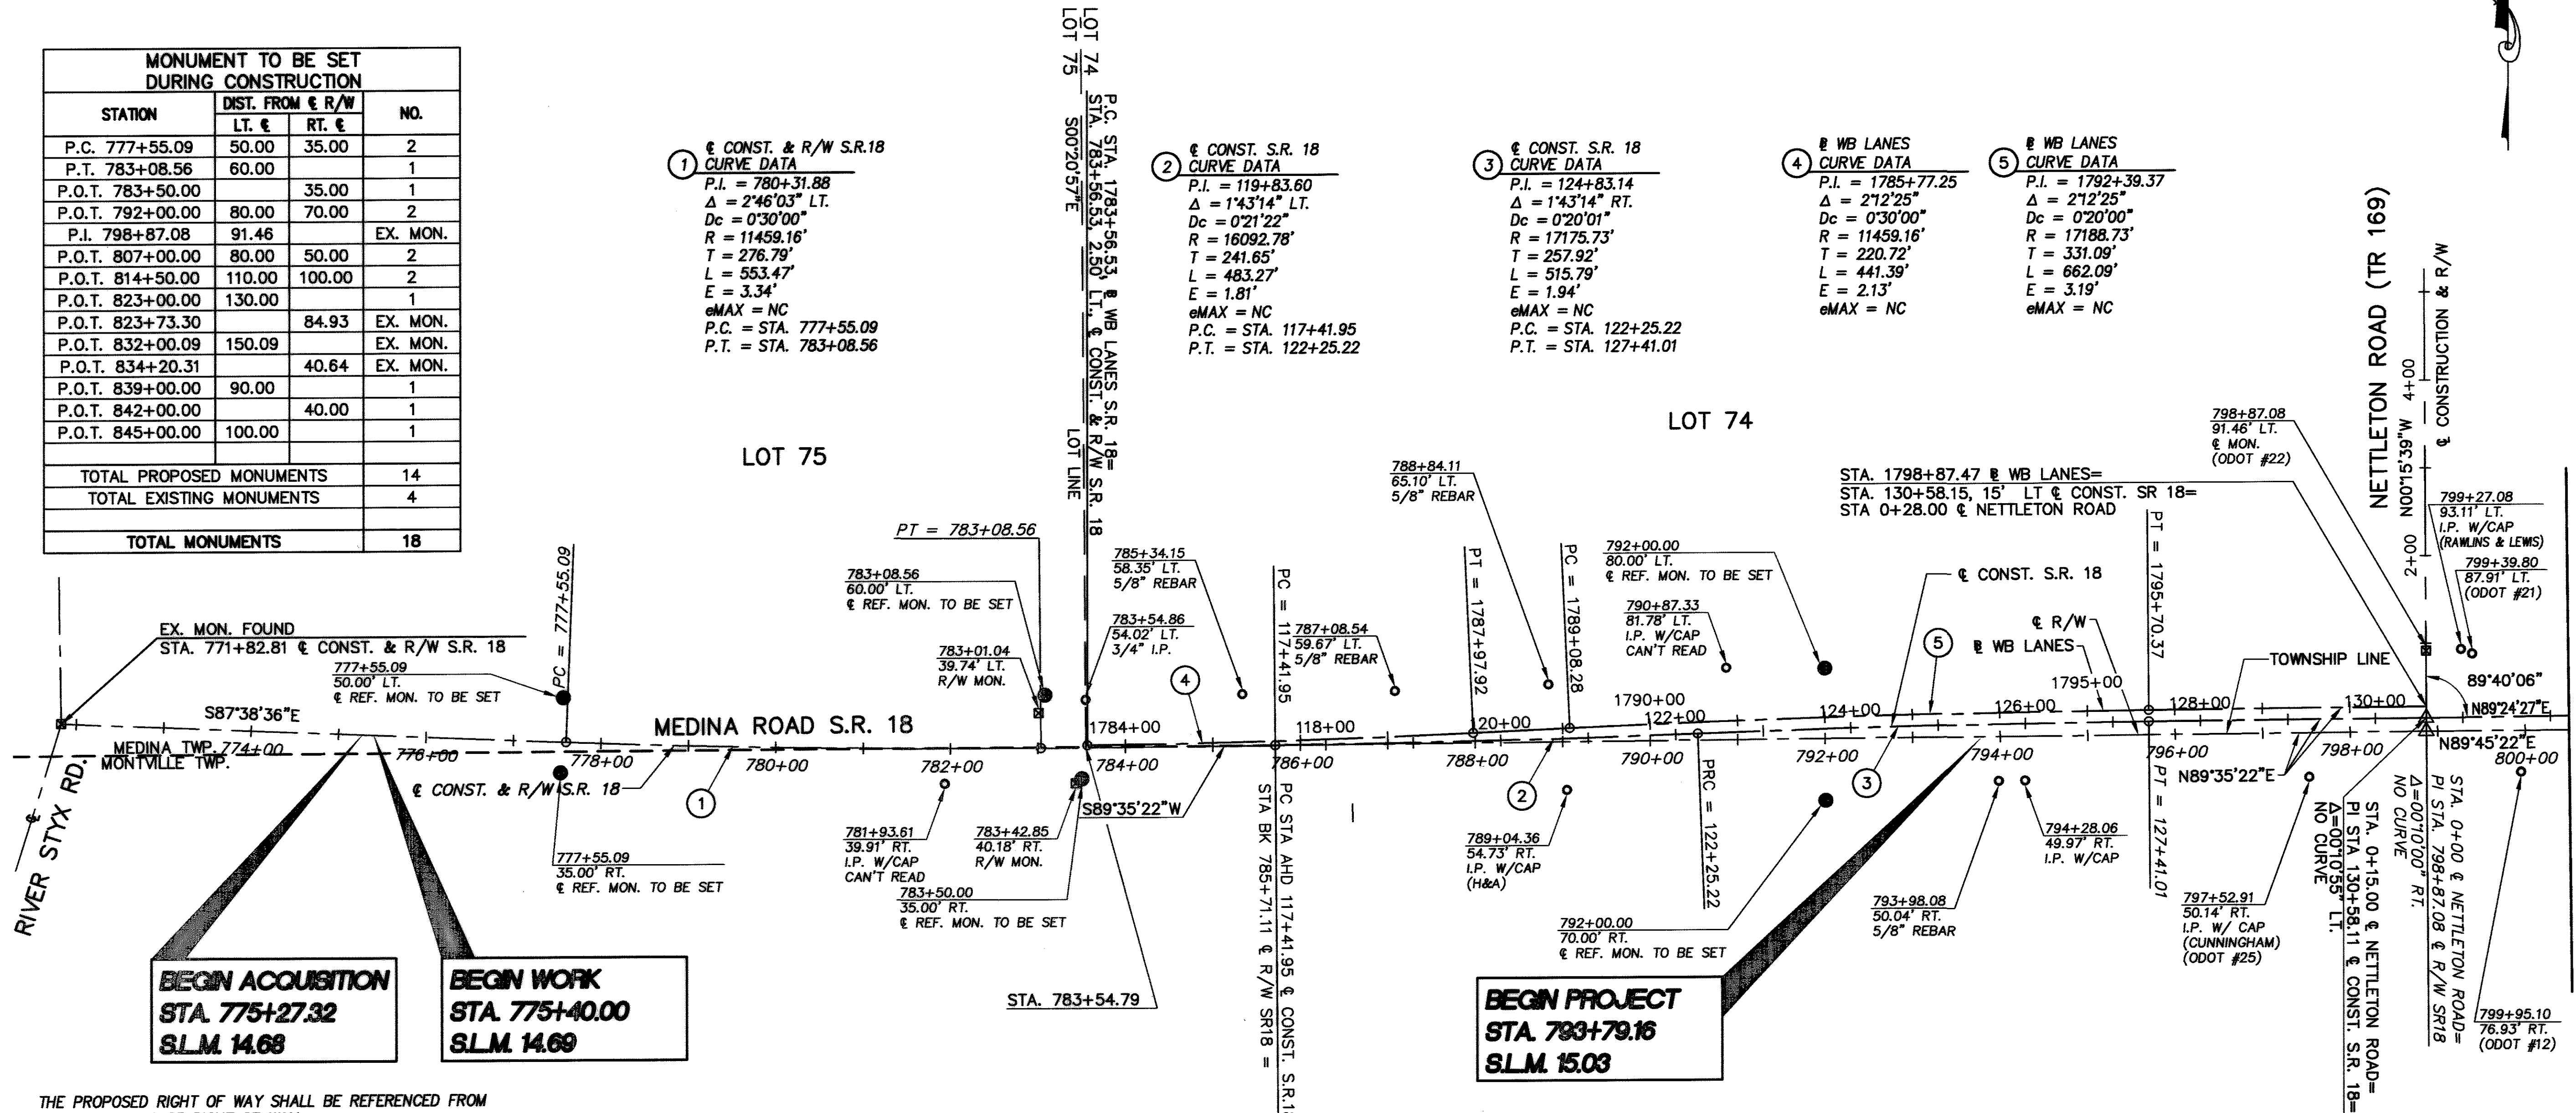 MONUMENT TO BE SET
DURING CONSTRUCTION
STATION DIST. FROM ℄ R/W NO.
LT. ℄ RT. ℄
P.C. 777+55.09 50.00 35.00 2
P.T. 783+08.56 60.00 1
P.O.T. 783+50.00 35.00 1
P.O.T. 792+00.00 80.00 70.00 2
P.I. 798+87.08 91.46 EX. MON.
P.O.T. 807+00.00 80.00 50.00 2
P.O.T. 814+50.00 110.00 100.00 2
P.O.T. 823+00.00 130.00 1
P.O.T. 823+73.30 84.93 EX. MON.
P.O.T. 832+00.09 150.09 EX. MON.
P.O.T. 834+20.31 40.64 EX. MON.
P.O.T. 839+00.00 90.00 1
P.O.T. 842+00.00 40.00 1
P.O.T. 845+00.00 100.00 1
TOTAL PROPOSED MONUMENTS 14
TOTAL EXISTING MONUMENTS 4
TOTAL MONUMENTS 18
1
℄ CONST. & R/W S.R.18
CURVE DATA
P.I. = 780+31.88
Δ = 2°46'03" LT.
Dc = 0°30'00"
R = 11459.16'
T = 276.79'
L = 553.47'
E = 3.34'
eMAX = NC
P.C. = STA. 777+55.09
P.T. = STA. 783+08.56
LOT 74
LOT 75
S00°20'57"E
P.C. STA. 1783+56.53, B WB LANES S.R. 18=
STA. 783+56.53, 2.50' LT., ℄ CONST. & R/W S.R. 18
LOT LINE
2
℄ CONST. S.R. 18
CURVE DATA
P.I. = 119+83.60
Δ = 1°43'14" LT.
Dc = 0°21'22"
R = 16092.78'
T = 241.65'
L = 483.27'
E = 1.81'
eMAX = NC
P.C. = STA. 117+41.95
P.T. = STA. 122+25.22
3
℄ CONST. S.R. 18
CURVE DATA
P.I. = 124+83.14
Δ = 1°43'14" RT.
Dc = 0°20'01"
R = 17175.73'
T = 257.92'
L = 515.79'
E = 1.94'
eMAX = NC
P.C. = STA. 122+25.22
P.T. = STA. 127+41.01
4
B WB LANES
CURVE DATA
P.I. = 1785+77.25
Δ = 2°12'25"
Dc = 0°30'00"
R = 11459.16'
T = 220.72'
L = 441.39'
E = 2.13'
eMAX = NC
5
B WB LANES
CURVE DATA
P.I. = 1792+39.37
Δ = 2°12'25"
Dc = 0°20'00"
R = 17188.73'
T = 331.09'
L = 662.09'
E = 3.19'
eMAX = NC
NETTLETON ROAD (TR 169)
N00°15'39"W
2+00
4+00
℄ CONSTRUCTION & R/W
LOT 75
LOT 74
798+87.08
91.46' LT.
℄ MON.
(ODOT #22)
STA. 1798+87.47 B WB LANES=
STA. 130+58.15, 15' LT ℄ CONST. SR 18=
STA 0+28.00 ℄ NETTLETON ROAD
799+27.08
93.11' LT.
I.P. W/CAP
(RAWLINS & LEWIS)
799+39.80
87.91' LT.
(ODOT #21)
788+84.11
65.10' LT.
5/8" REBAR
PT = 783+08.56
785+34.15
58.35' LT.
5/8" REBAR
783+08.56
60.00' LT.
℄ REF. MON. TO BE SET
783+54.86
54.02' LT.
3/4" I.P.
PC = 777+55.09
PC = 117+41.95
787+08.54
59.67' LT.
5/8" REBAR
PT = 1787+97.92
PC = 1789+08.28
792+00.00
80.00' LT.
℄ REF. MON. TO BE SET
790+87.33
81.78' LT.
I.P. W/CAP
CAN'T READ
℄ CONST. S.R. 18
℄ R/W
B WB LANES
PT = 1795+70.37
TOWNSHIP LINE
89°40'06"
N89°24'27"E
N89°45'22"E
EX. MON. FOUND
STA. 771+82.81 ℄ CONST. & R/W S.R. 18
777+55.09
50.00' LT.
℄ REF. MON. TO BE SET
783+01.04
39.74' LT.
R/W MON.
S87°38'36"E
MEDINA ROAD S.R. 18
4
5
1784+00
118+00
120+00
1790+00
122+00
124+00
1795+00
126+00
128+00
130+00
MEDINA TWP.
MONTVILLE TWP.
774+00
776+00
778+00
780+00
782+00
784+00
786+00
788+00
790+00
792+00
794+00
796+00
798+00
800+00
℄ CONST. & R/W S.R. 18
1
2
3
S89°35'22"W
N89°35'22"E
℄
RIVER STYX RD.
777+55.09
35.00' RT.
℄ REF. MON. TO BE SET
781+93.61
39.91' RT.
I.P. W/CAP
CAN'T READ
783+42.85
40.18' RT.
R/W MON.
783+50.00
35.00' RT.
℄ REF. MON. TO BE SET
STA. 783+54.79
PC STA AHD 117+41.95 ℄ CONST. S.R.1
STA BK 785+71.11 ℄ R/W SR18 =
789+04.36
54.73' RT.
I.P. W/CAP
(H&A)
PRC = 122+25.22
792+00.00
70.00' RT.
℄ REF. MON. TO BE SET
793+98.08
50.04' RT.
5/8" REBAR
794+28.06
49.97' RT.
I.P. W/CAP
PT = 127+41.01
797+52.91
50.14' RT.
I.P. W/ CAP
(CUNNINGHAM)
(ODOT #25)
STA. 0+15.00 ℄ NETTLETON ROAD=
PI STA 130+58.11 ℄ CONST. S.R. 18=
Δ=00°10'55" LT.
NO CURVE
STA. 0+00 ℄ NETTLETON ROAD=
PI STA. 798+87.08 ℄ R/W SR18
Δ=00°10'00" RT.
NO CURVE
799+95.10
76.93' RT.
(ODOT #12)
BEGIN ACQUISITION
STA. 775+27.32
S.L.M. 14.68
BEGIN WORK
STA. 775+40.00
S.L.M. 14.69
BEGIN PROJECT
STA. 793+79.16
S.L.M. 15.03
THE PROPOSED RIGHT OF WAY SHALL BE REFERENCED FROM